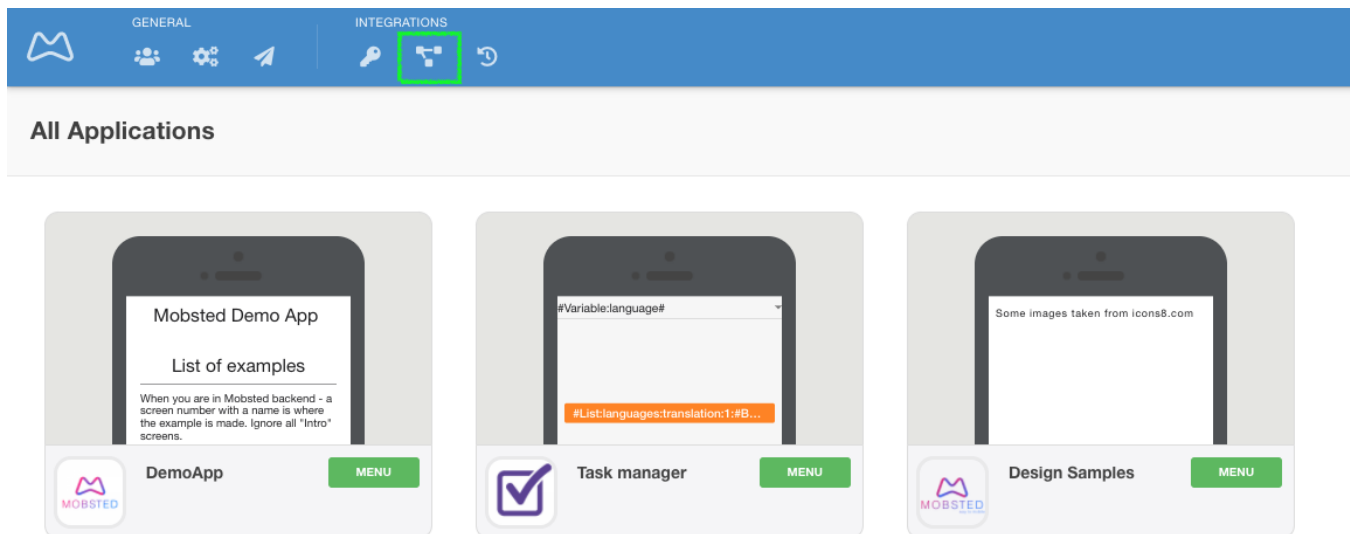 GENERAL
INTEGRATIONS
All Applications
Mobsted Demo App
List of examples
When you are in Mobsted backend - a
screen number with a name is where
the example is made. Ignore all "Intro"
screens.
MOBSTED
DemoApp
MENU
#Variable:language#
#List:languages:translation:1:#B...
Task manager
MENU
Some images taken from icons8.com
MOBSTED
Design Samples
MENU